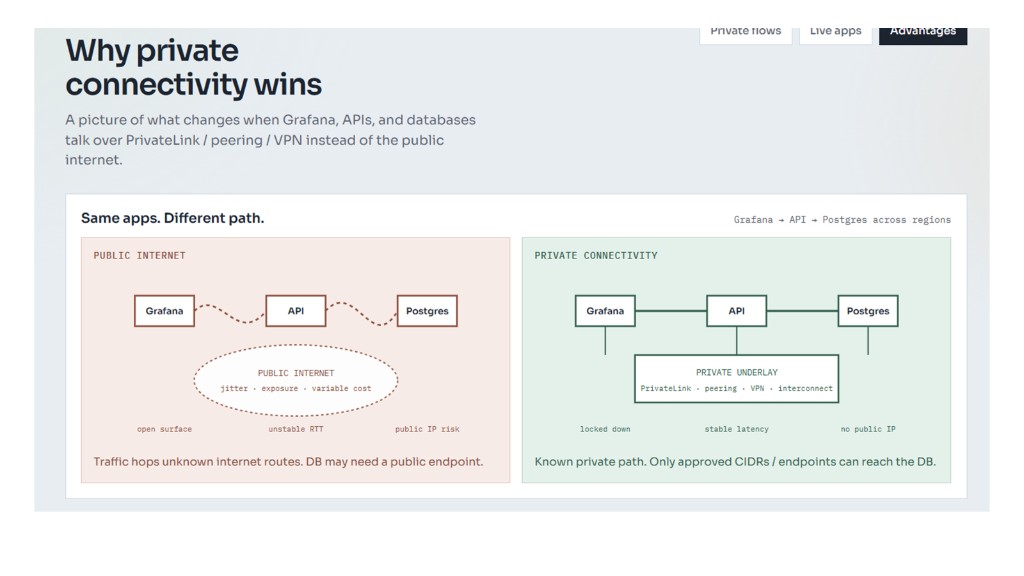 Private flows
Live apps
Advantages
Why private
connectivity wins
A picture of what changes when Grafana, APIs, and databases
talk over PrivateLink / peering / VPN instead of the public
internet.
Same apps. Different path.
Grafana → API → Postgres across regions
PUBLIC INTERNET
Grafana
API
Postgres
PUBLIC INTERNET
jitter · exposure · variable cost
open surface
unstable RTT
public IP risk
Traffic hops unknown internet routes. DB may need a public endpoint.
PRIVATE CONNECTIVITY
Grafana
API
Postgres
PRIVATE UNDERLAY
PrivateLink · peering · VPN · interconnect
locked down
stable latency
no public IP
Known private path. Only approved CIDRs / endpoints can reach the DB.